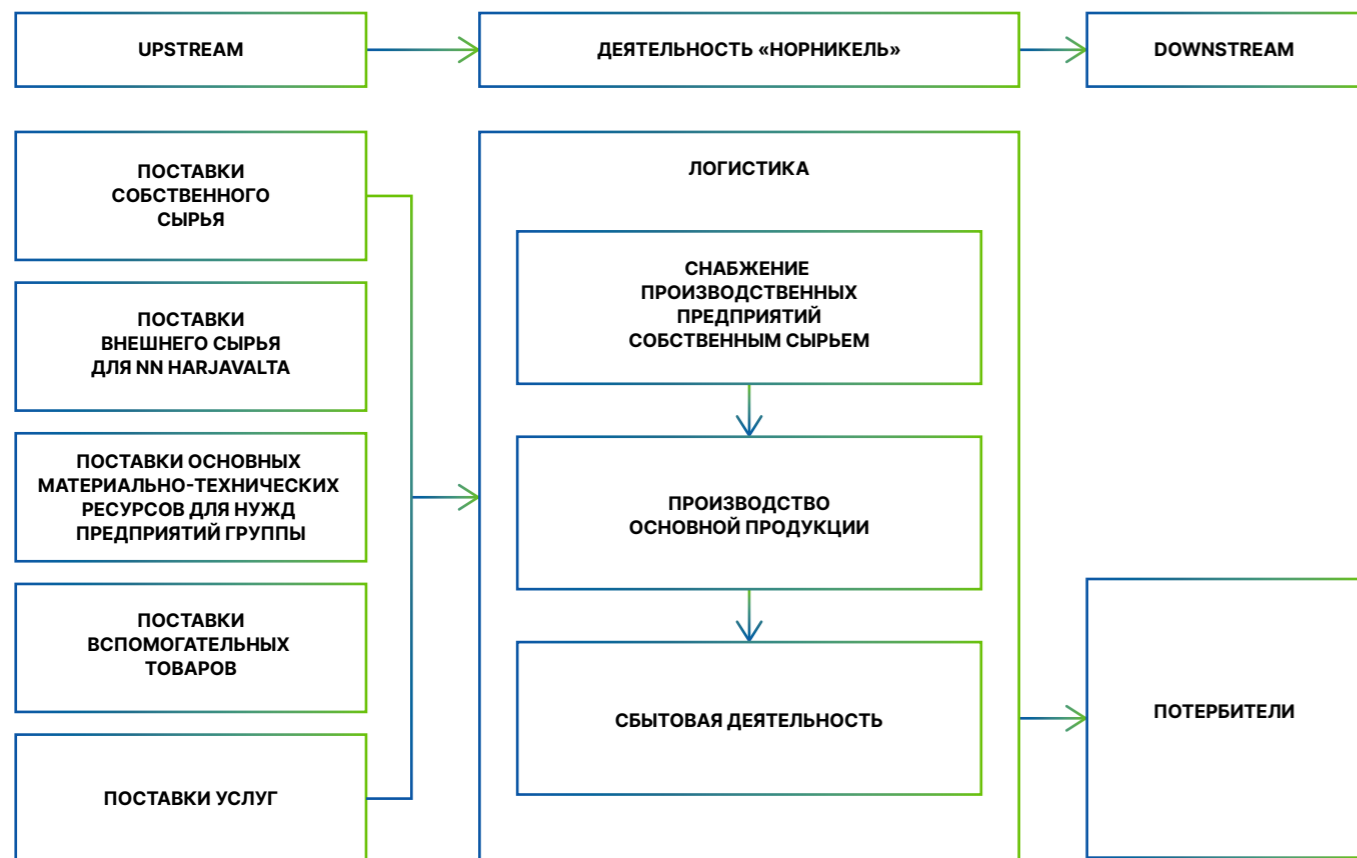 UPSTREAM
ДЕЯТЕЛЬНОСТЬ «НОРНИКЕЛЬ»
DOWNSTREAM
ПОСТАВКИ
СОБСТВЕННОГО
СЫРЬЯ
ПОСТАВКИ
ВНЕШНЕГО СЫРЬЯ
ДЛЯ NN HARJAVALTA
ПОСТАВКИ ОСНОВНЫХ
МАТЕРИАЛЬНО-ТЕХНИЧЕСКИХ
РЕСУРСОВ ДЛЯ НУЖД
ПРЕДПРИЯТИЙ ГРУППЫ
ПОСТАВКИ
ВСПОМОГАТЕЛЬНЫХ
ТОВАРОВ
ПОСТАВКИ УСЛУГ
ЛОГИСТИКА
СНАБЖЕНИЕ
ПРОИЗВОДСТВЕННЫХ
ПРЕДПРИЯТИЙ
СОБСТВЕННЫМ СЫРЬЕМ
ПРОИЗВОДСТВО
ОСНОВНОЙ ПРОДУКЦИИ
СБЫТОВАЯ ДЕЯТЕЛЬНОСТЬ
ПОТЕРБИТЕЛИ